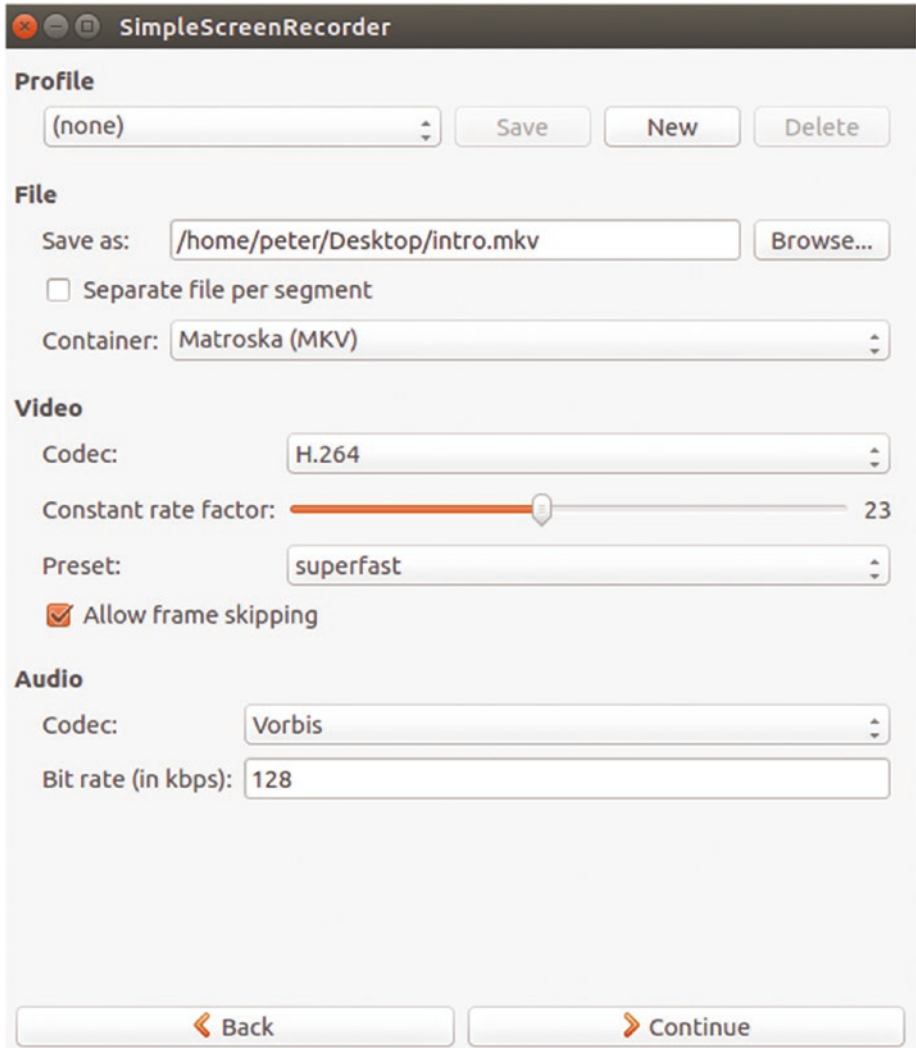 SimpleScreenRecorder
Profile
(none) Save New Delete
File
Save as: /home/peter/Desktop/intro.mkv Browse...
Separate file per segment
Container: Matroska (MKV)
Video
Codec: H.264
Constant rate factor: 23
Preset: superfast
Allow frame skipping
Audio
Codec: Vorbis
Bit rate (in kbps): 128
Back Continue